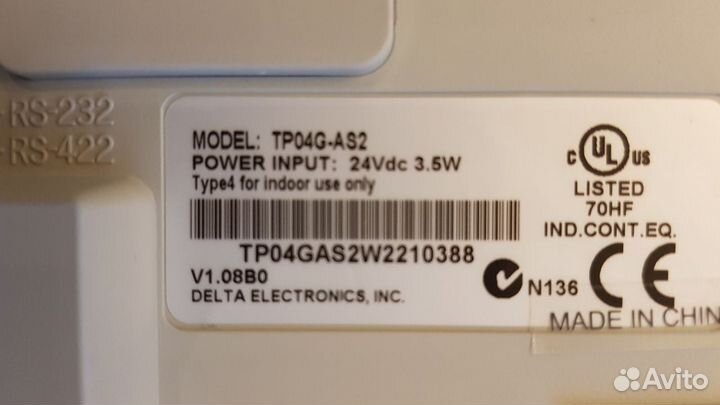 RS-232
RS-422
MODEL: TP04G-AS2
POWER INPUT: 24Vdc 3.5W
Type4 for indoor use only
TP04GAS2W2210388
V1.08B0
DELTA ELECTRONICS, INC.
C UL US
LISTED
70HF
IND.CONT.EQ.
N136 CE
MADE IN CHIN
Avito